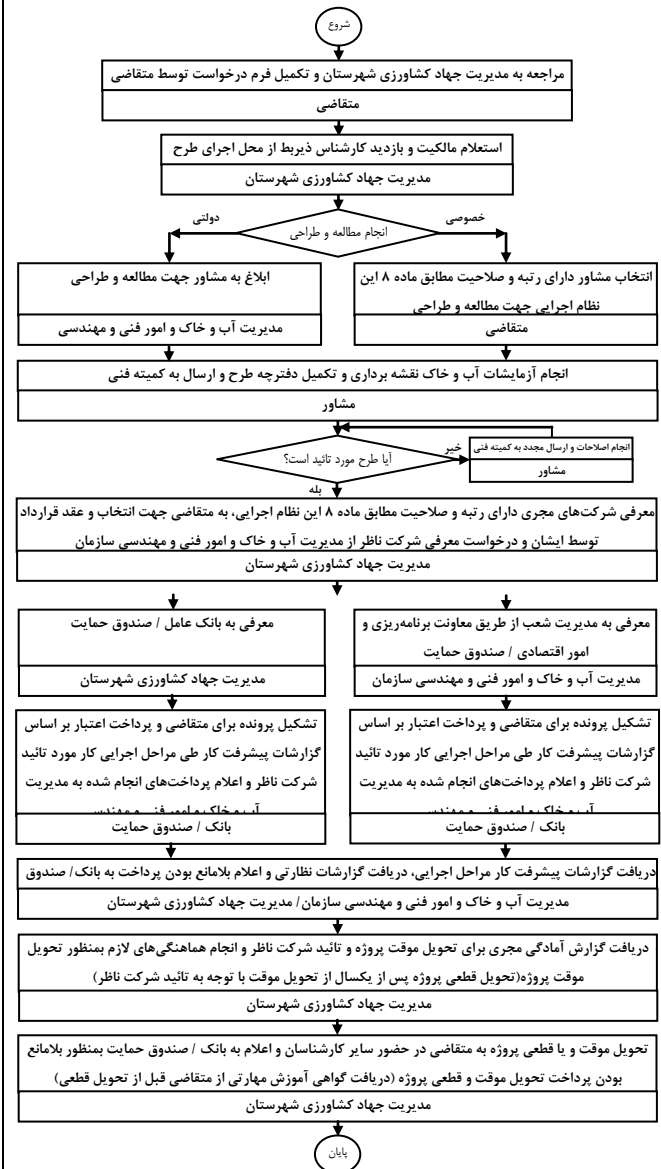 شروع
مراجعه به مدیریت جهاد کشاورزی شهرستان و تکمیل فرم درخواست توسط متقاضی
متقاضی
استعلام مالکیت و بازدید کارشناس ذیربط از محل اجرای طرح
مدیریت جهاد کشاورزی شهرستان
خصوصی
دولتی
انجام مطالعه و طراحی
انتخاب مشاور دارای رتبه و صلاحیت مطابق ماده ۸ این
نظام اجرایی جهت مطالعه و طراحی
متقاضی
ابلاغ به مشاور جهت مطالعه و طراحی
مدیریت آب و خاک و امور فنی و مهندسی
انجام آزمایشات آب و خاک نقشه برداری و تکمیل دفترچه طرح و ارسال به کمیته فنی
مشاور
آیا طرح مورد تائید است؟
خیر
انجام اصلاحات و ارسال مجدد به کمیته فنی
مشاور
بله
معرفی شرکت‌های مجری دارای رتبه و صلاحیت مطابق ماده ۸ این نظام اجرایی، به متقاضی جهت انتخاب و عقد قرارداد
توسط ایشان و درخواست معرفی شرکت ناظر از مدیریت آب و خاک و امور فنی و مهندسی سازمان
مدیریت جهاد کشاورزی شهرستان
معرفی به مدیریت شعب از طریق معاونت برنامه‌ریزی و
امور اقتصادی / صندوق حمایت
مدیریت آب و خاک و امور فنی و مهندسی سازمان
معرفی به بانک عامل / صندوق حمایت
مدیریت جهاد کشاورزی شهرستان
تشکیل پرونده برای متقاضی و پرداخت اعتبار بر اساس
گزارشات پیشرفت کار طی مراحل اجرایی کار مورد تائید
شرکت ناظر و اعلام پرداخت‌های انجام شده به مدیریت
آب و خاک و امور فنی و مهندسی
بانک / صندوق حمایت
تشکیل پرونده برای متقاضی و پرداخت اعتبار بر اساس
گزارشات پیشرفت کار طی مراحل اجرایی کار مورد تائید
شرکت ناظر و اعلام پرداخت‌های انجام شده به مدیریت
آب و خاک و امور فنی و مهندسی
بانک / صندوق حمایت
دریافت گزارشات پیشرفت کار مراحل اجرایی، دریافت گزارشات نظارتی و اعلام بلامانع بودن پرداخت به بانک/ صندوق
مدیریت آب و خاک و امور فنی و مهندسی سازمان/ مدیریت جهاد کشاورزی شهرستان
دریافت گزارش آمادگی مجری برای تحویل موقت پروژه و تائید شرکت ناظر و انجام هماهنگی‌های لازم بمنظور تحویل
موقت پروژه(تحویل قطعی پروژه پس از یکسال از تحویل موقت با توجه به تائید شرکت ناظر)
مدیریت جهاد کشاورزی شهرستان
تحویل موقت و یا قطعی پروژه به متقاضی در حضور سایر کارشناسان و اعلام به بانک / صندوق حمایت بمنظور بلامانع
بودن پرداخت تحویل موقت و قطعی پروژه (دریافت گواهی آموزش مهارتی از متقاضی قبل از تحویل قطعی)
مدیریت جهاد کشاورزی شهرستان
پایان